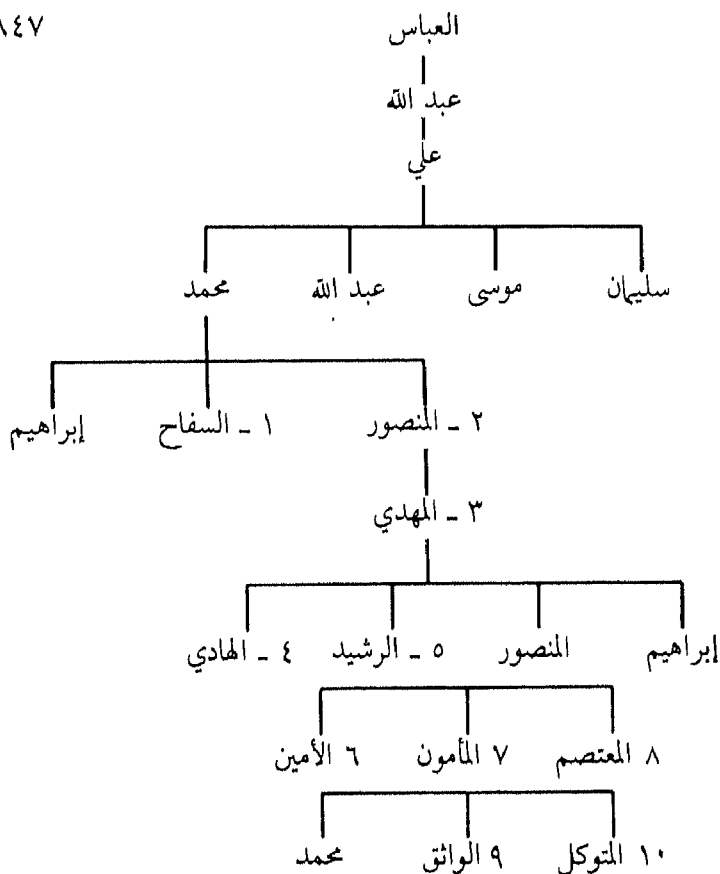 ٨٤٧
العباس
عبد الله
علي
سليمان موسى عبد الله محمد
٢ - المنصور ١ - السفاح إبراهيم
٣ - المهدي
إبراهيم المنصور ٥ - الرشيد ٤ - الهادي
٨ المعتصم ٧ المأمون ٦ الأمين
١٠ المتوكل ٩ الواثق محمد